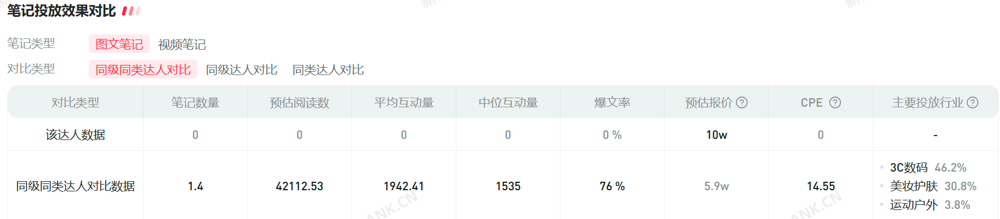 笔记投放效果对比
笔记类型 图文笔记 视频笔记
对比类型 同级同类达人对比 同级达人对比 同类达人对比
对比类型 笔记数量 预估阅读数 平均互动量 中位互动量 爆文率 预估报价 ? CPE ? 主要投放行业 ?
该达人数据 0 0 0 0 0 % 10w 0 -
同级同类达人对比数据 1.4 42112.53 1942.41 1535 76 % 5.9w 14.55
3C数码 46.2%
美妆护肤 30.8%
运动户外 3.8%
ANK.CN ANK.CN